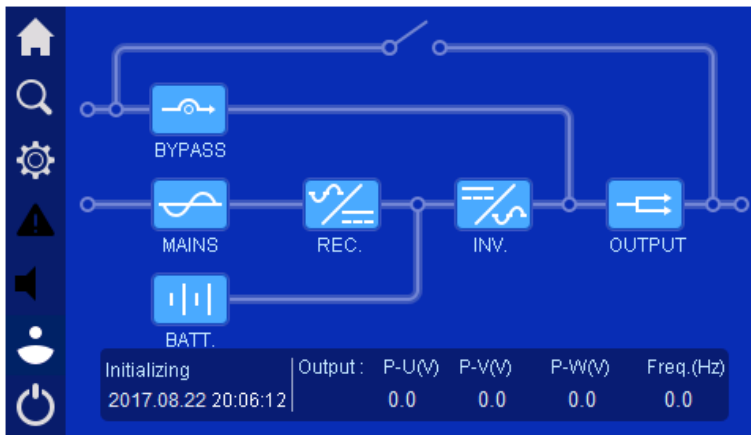 BYPASS
MAINS
REC.
INV.
OUTPUT
BATT.
Initializing
2017.08.22 20:06:12
Output : P-U(V) P-V(V) P-W(V) Freq.(Hz)
0.0 0.0 0.0 0.0